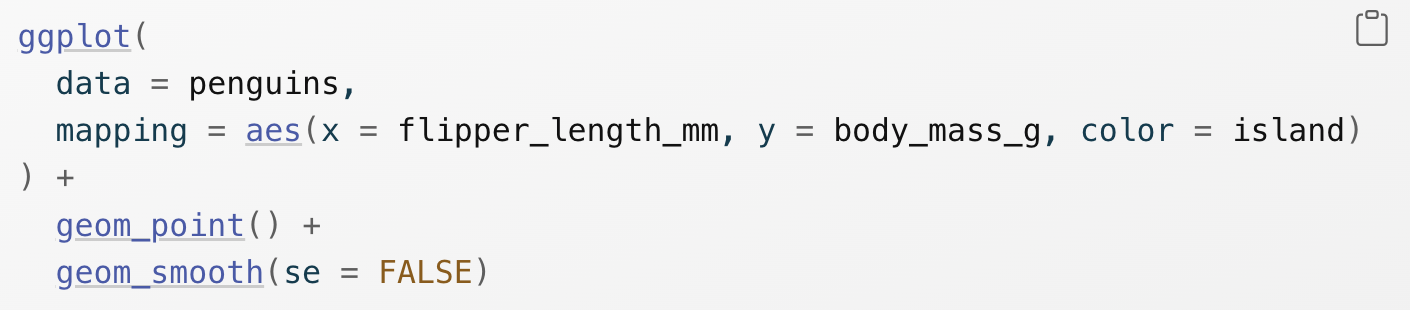 ggplot(
  data = penguins,
  mapping = aes(x = flipper_length_mm, y = body_mass_g, color = island)
) +
  geom_point() +
  geom_smooth(se = FALSE)